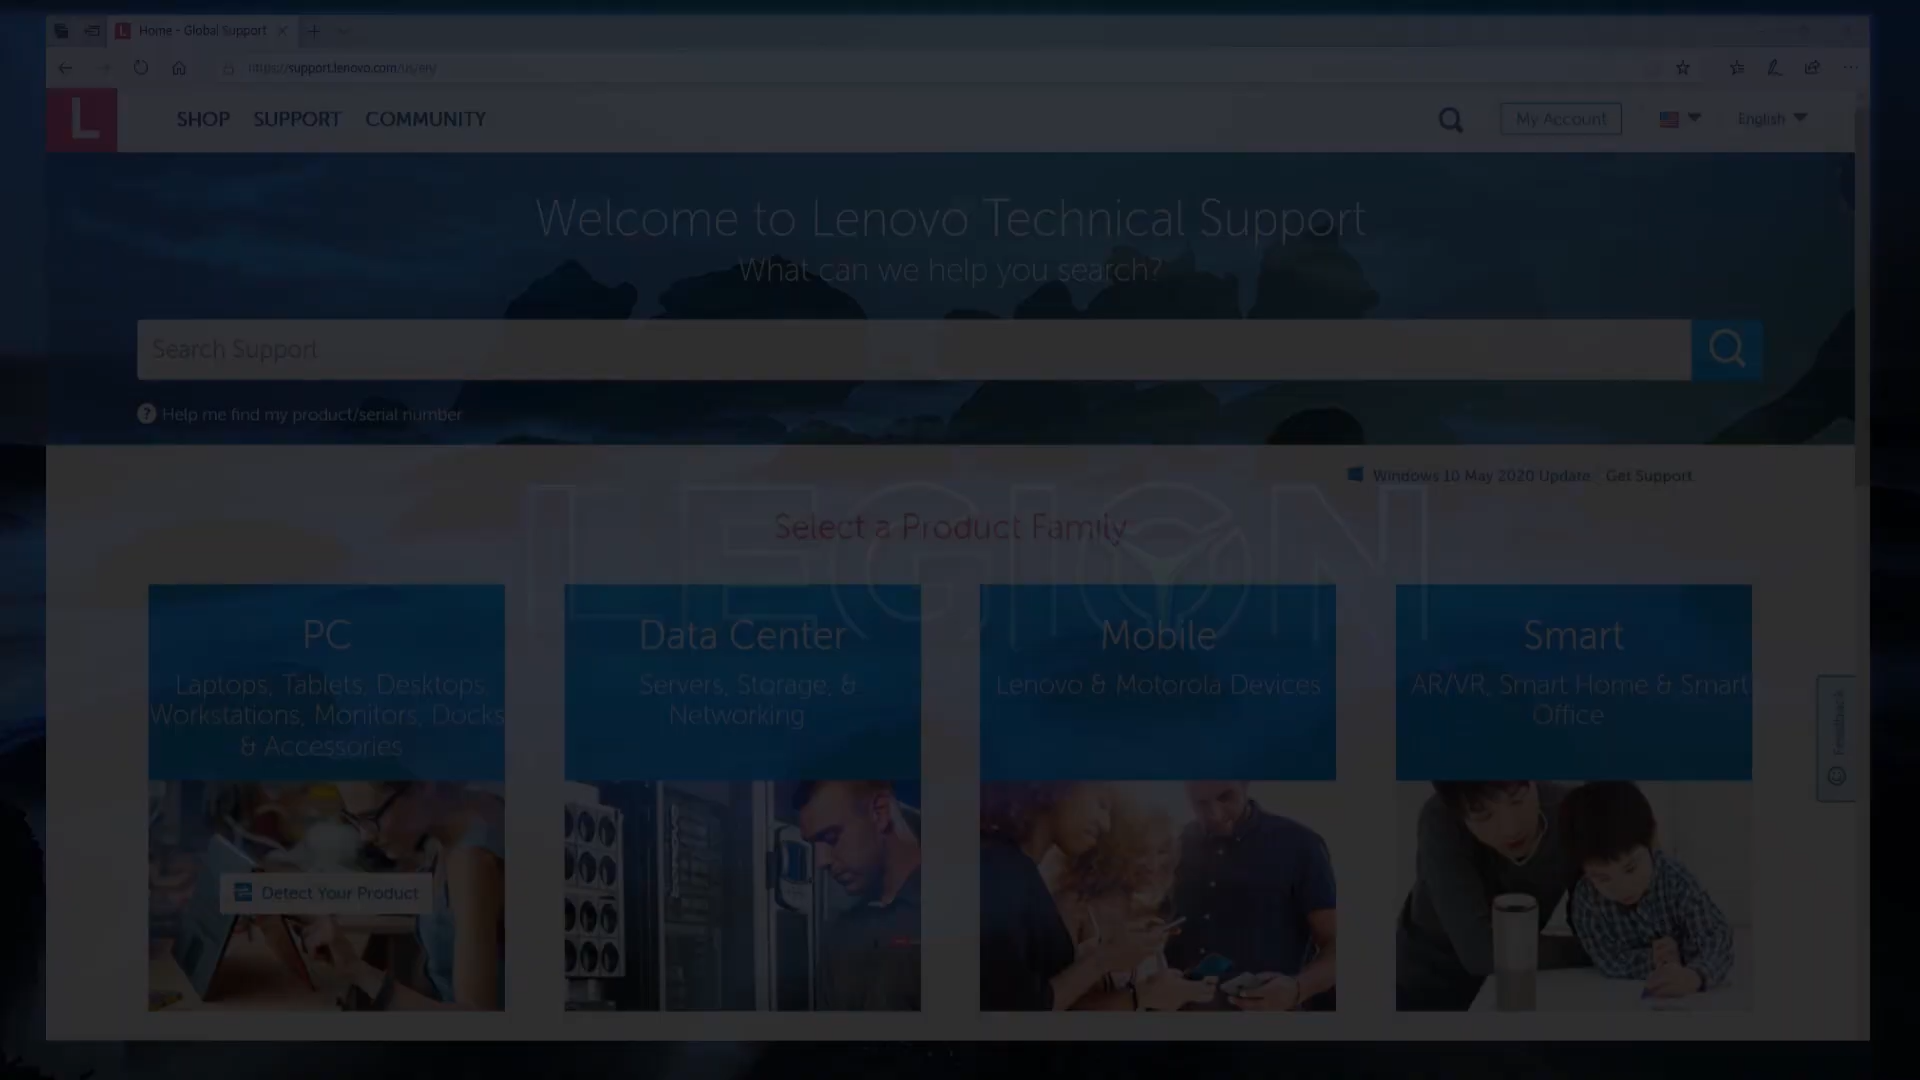 Home - Global Support
https://support.lenovo.com/us/en/
L
SHOP SUPPORT COMMUNITY
My Account
English
Welcome to Lenovo Technical Support
What can we help you search?
Search Support
Help me find my product/serial number
Windows 10 May 2020 Update: Get Support
Select a Product Family
LEGION
PC
Laptops, Tablets, Desktops
Workstations, Monitors, Docks
& Accessories
Detect Your Product
Data Center
Servers, Storage, &
Networking
Mobile
Lenovo & Motorola Devices
Smart
AR/VR, Smart Home & Smart
Office
Feedback